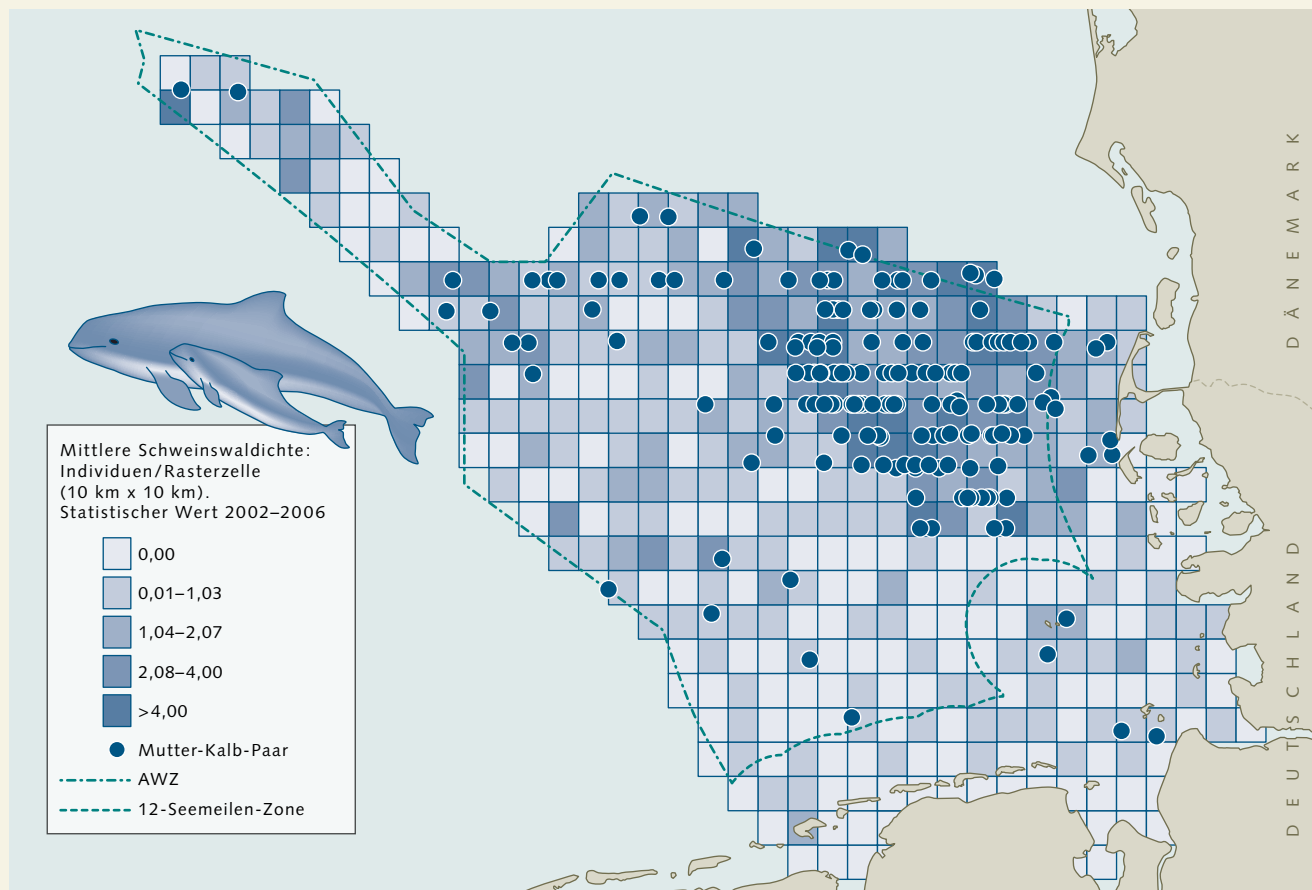 Mittlere Schweinswaldichte:
Individuen/Rasterzelle
(10 km x 10 km).
Statistischer Wert 2002–2006
0,00
0,01–1,03
1,04–2,07
2,08–4,00
>4,00
Mutter-Kalb-Paar
AWZ
12-Seemeilen-Zone
DÄNEMARK
DEUTSCHLAND